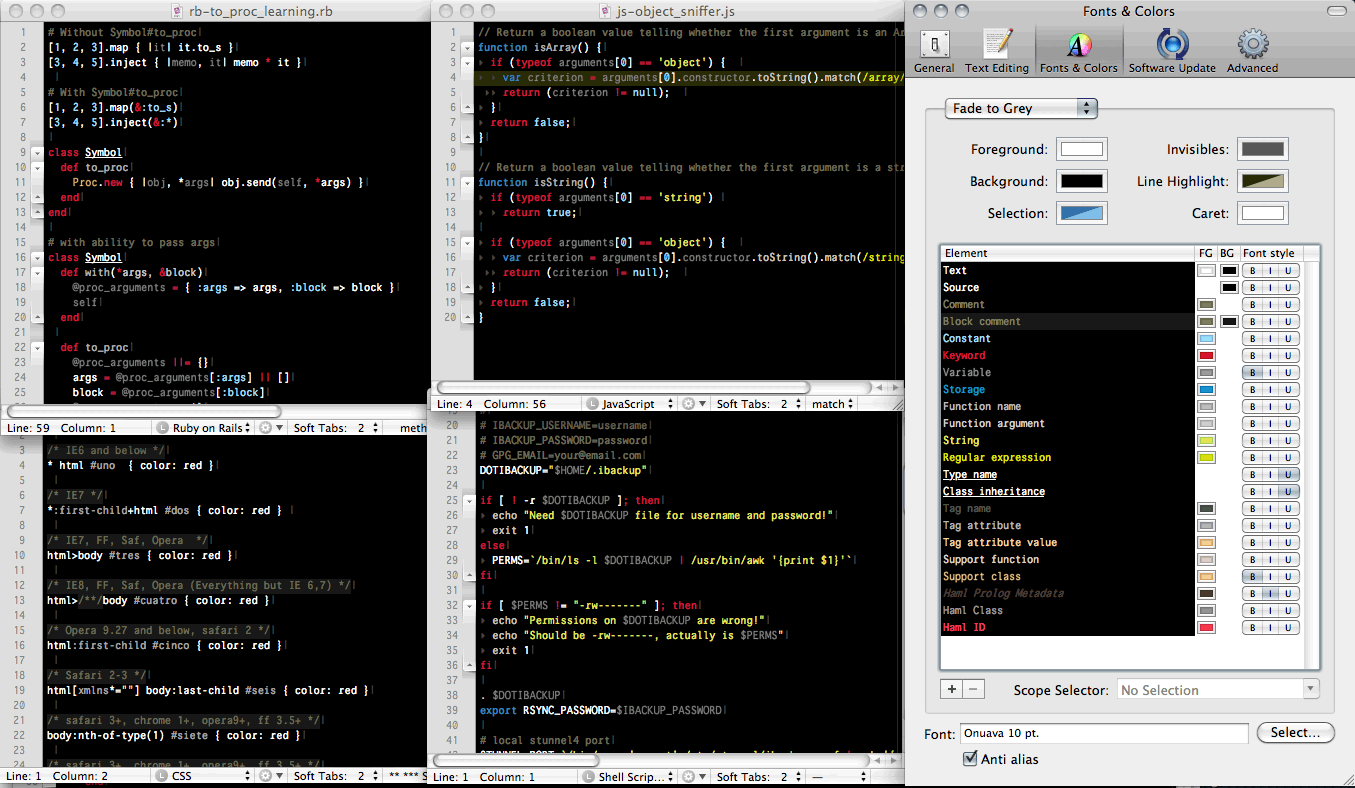 rb-to_proc_learning.rb
1 # Without Symbol#to_proc
2 [1, 2, 3].map { |it| it.to_s }
3 [3, 4, 5].inject { |memo, it| memo * it }
4
5 # With Symbol#to_proc
6 [1, 2, 3].map(&:to_s)
7 [3, 4, 5].inject(&:*)
8
9 class Symbol
10 def to_proc
11 Proc.new { |obj, *args| obj.send(self, *args) }
12 end
13 end
14
15 # with ability to pass args
16 class Symbol
17 def with(*args, &block)
18 @proc_arguments = { :args => args, :block => block }
19 self
20 end
21
22 def to_proc
23 @proc_arguments ||= {}
24 args = @proc_arguments[:args] || []
25 block = @proc_arguments[:block]
Line: 59 Column: 1 Ruby on Rails Soft Tabs: 2 meth
3 /* IE6 and below */
4 * html #uno { color: red }
5
6 /* IE7 */
7 *:first-child+html #dos { color: red }
8
9 /* IE7, FF, Saf, Opera */
10 html>body #tres { color: red }
11
12 /* IE8, FF, Saf, Opera (Everything but IE 6,7) */
13 html>/**/body #cuatro { color: red }
14
15 /* Opera 9.27 and below, safari 2 */
16 html:first-child #cinco { color: red }
17
18 /* Safari 2-3 */
19 html[xmlns*=""] body:last-child #seis { color: red }
20
21 /* safari 3+, chrome 1+, opera9+, ff 3.5+ */
22 body:nth-of-type(1) #siete { color: red }
23
24 /* safari 3+, chrome 1+, opera9+, ff 3.5+ */
Line: 1 Column: 2 CSS Soft Tabs: 2 ** *** S
js-object_sniffer.js
1 // Return a boolean value telling whether the first argument is an Ar
2 function isArray() {
3 if (typeof arguments[0] == 'object') {
4 var criterion = arguments[0].constructor.toString().match(/array/
5 return (criterion != null);
6 }
7 return false;
8 }
9
10 // Return a boolean value telling whether the first argument is a str
11 function isString() {
12 if (typeof arguments[0] == 'string')
13 return true;
14
15 if (typeof arguments[0] == 'object') {
16 var criterion = arguments[0].constructor.toString().match(/string
17 return (criterion != null);
18 }
19 return false;
20 }
Line: 4 Column: 56 JavaScript Soft Tabs: 2 match
19 #
20 # IBACKUP_USERNAME=username
21 # IBACKUP_PASSWORD=password
22 # GPG_EMAIL=your@email.com
23 DOTIBACKUP="$HOME/.ibackup"
24
25 if [ ! -r $DOTIBACKUP ]; then
26 echo "Need $DOTIBACKUP file for username and password!"
27 exit 1
28 else
29 PERMS=`/bin/ls -l $DOTIBACKUP | /usr/bin/awk '{print $1}'`
30 fi
31
32 if [ $PERMS != "-rw-------" ]; then
33 echo "Permissions on $DOTIBACKUP are wrong!"
34 echo "Should be -rw-------, actually is $PERMS"
35 exit 1
36 fi
37
38 . $DOTIBACKUP
39 export RSYNC_PASSWORD=$IBACKUP_PASSWORD
40
41 # local stunnel4 port
Line: 1 Column: 1 Shell Scrip... Soft Tabs: 2 —
Fonts & Colors
General Text Editing Fonts & Colors Software Update Advanced
Fade to Grey
Foreground: Invisibles:
Background: Line Highlight:
Selection: Caret:
Element FG BG Font style
Text B I U
Source B I U
Comment B I U
Block comment B I U
Constant B I U
Keyword B I U
Variable B I U
Storage B I U
Function name B I U
Function argument B I U
String B I U
Regular expression B I U
Type name B I U
Class inheritance B I U
Tag name B I U
Tag attribute B I U
Tag attribute value B I U
Support function B I U
Support class B I U
Haml Prolog Metadata B I U
Haml Class B I U
Haml ID B I U
+ − Scope Selector: No Selection
Font: Onuava 10 pt. Select...
Anti alias